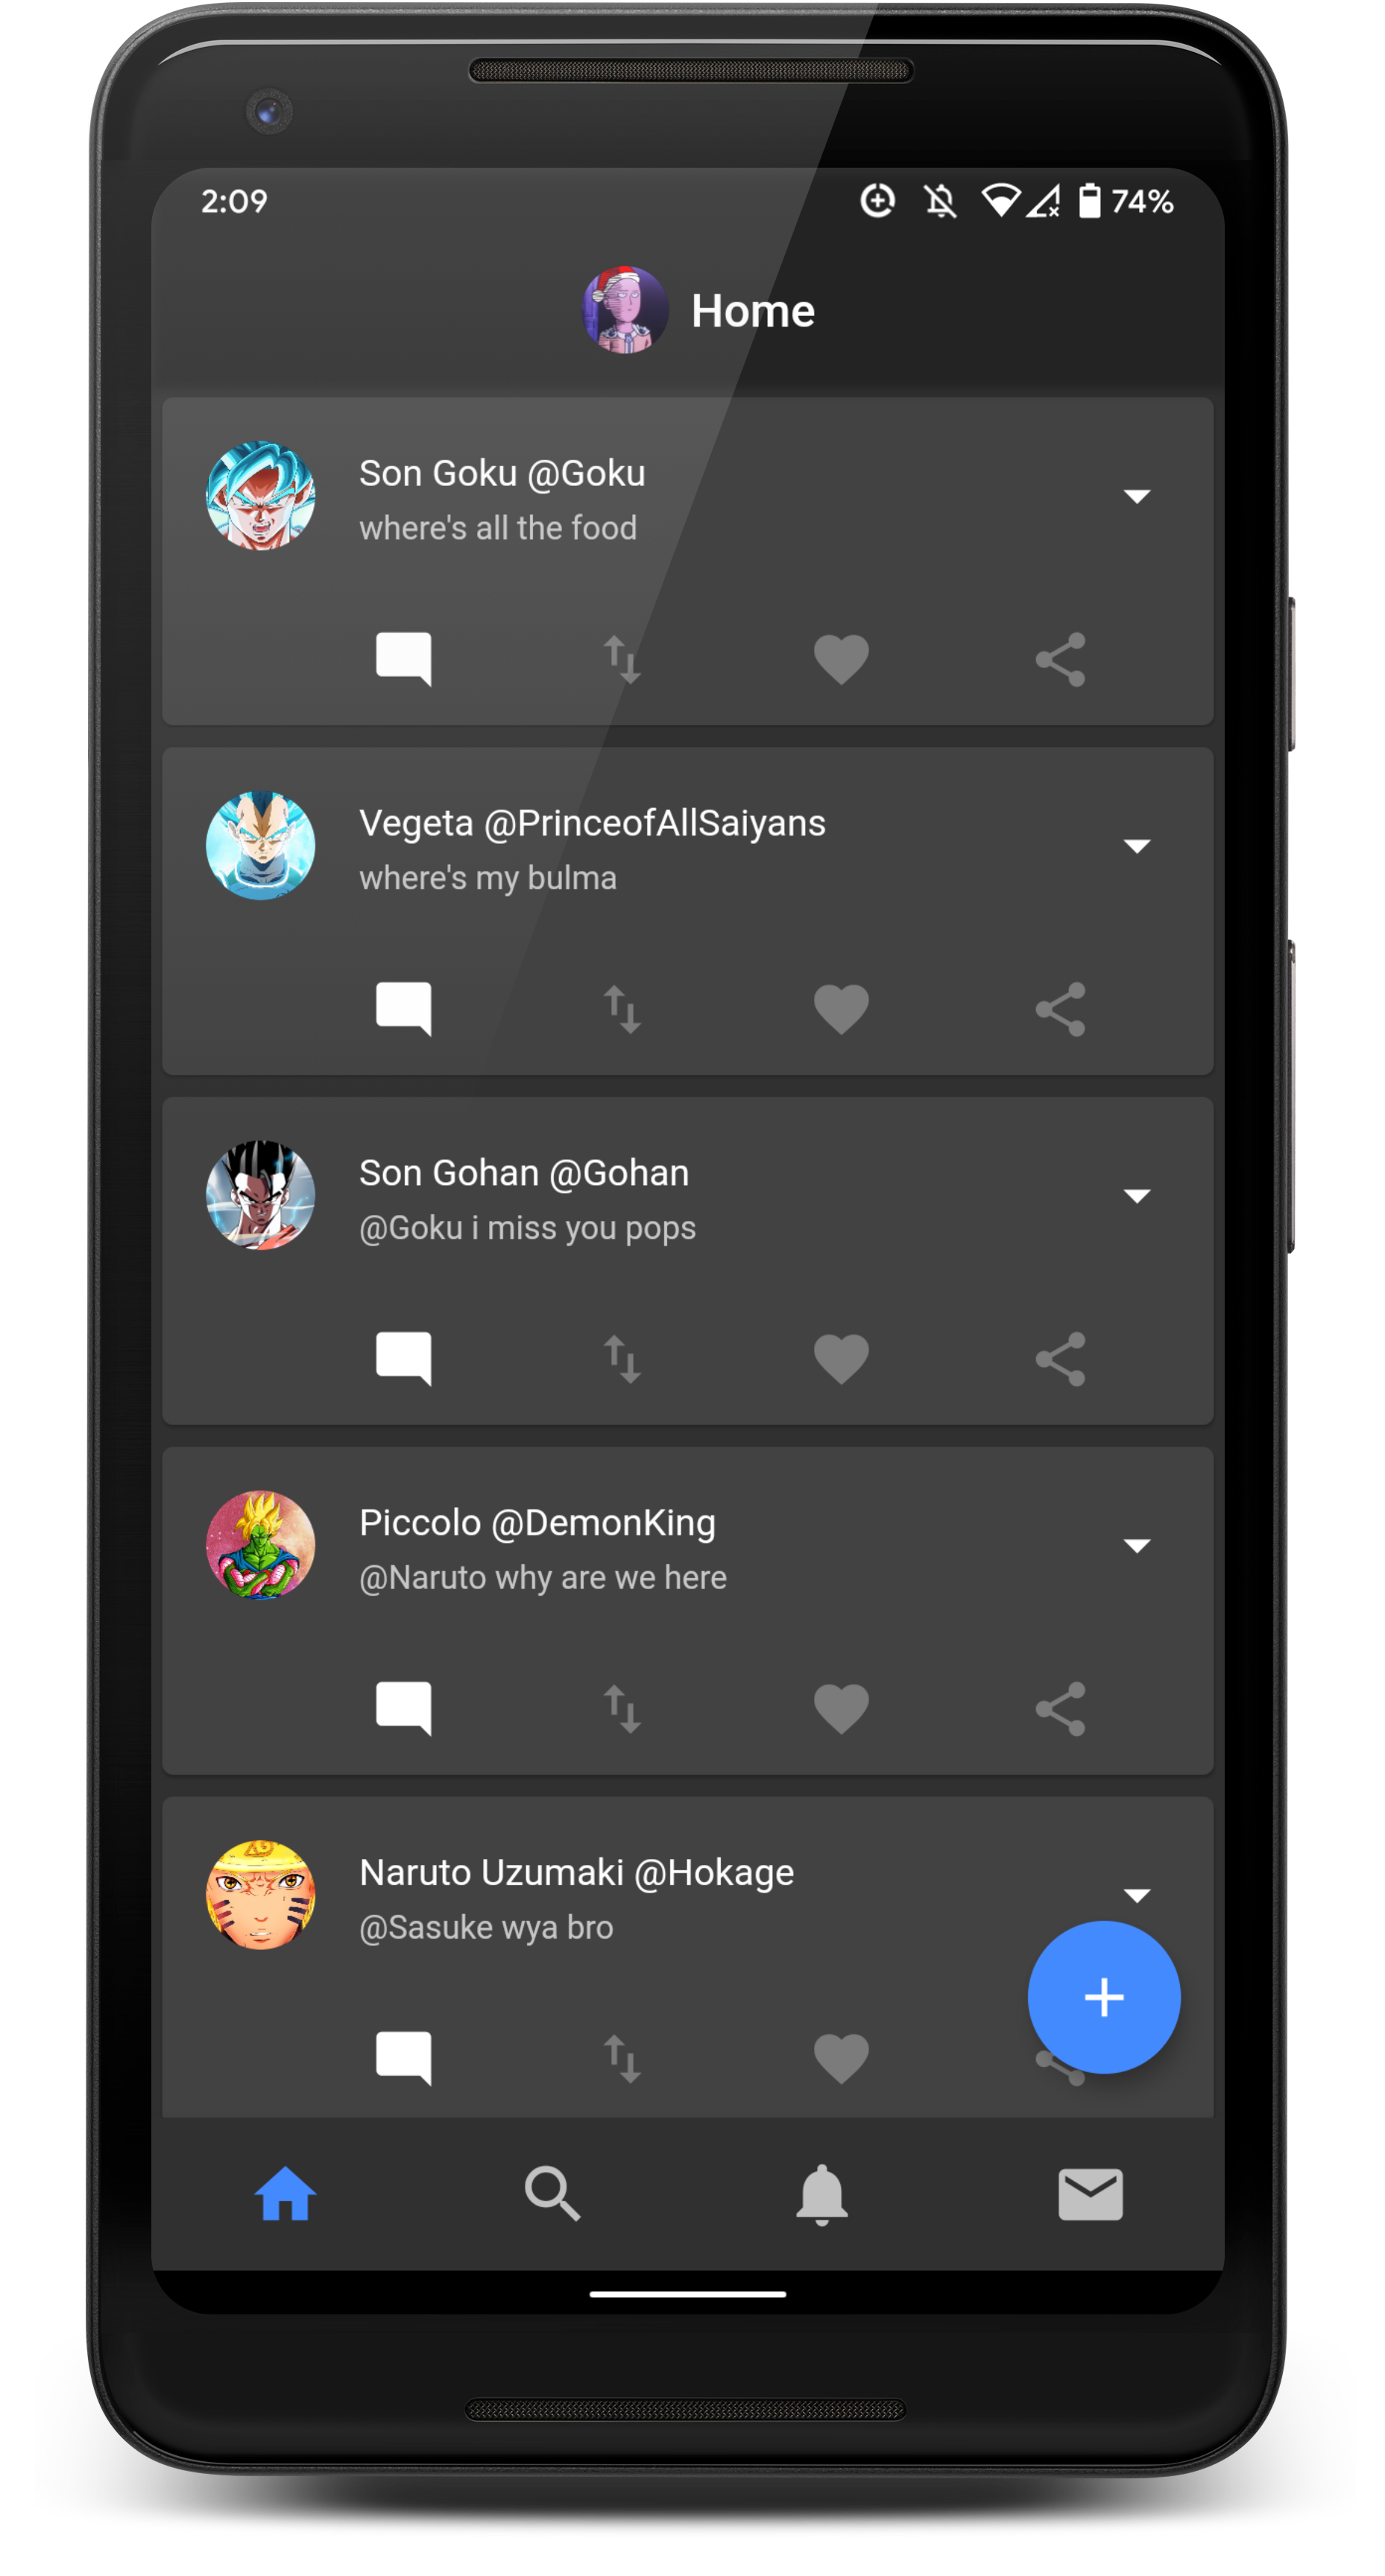 2:09
74%
Home
Son Goku @Goku
where's all the food
Vegeta @PrinceofAllSaiyans
where's my bulma
Son Gohan @Gohan
@Goku i miss you pops
Piccolo @DemonKing
@Naruto why are we here
Naruto Uzumaki @Hokage
@Sasuke wya bro